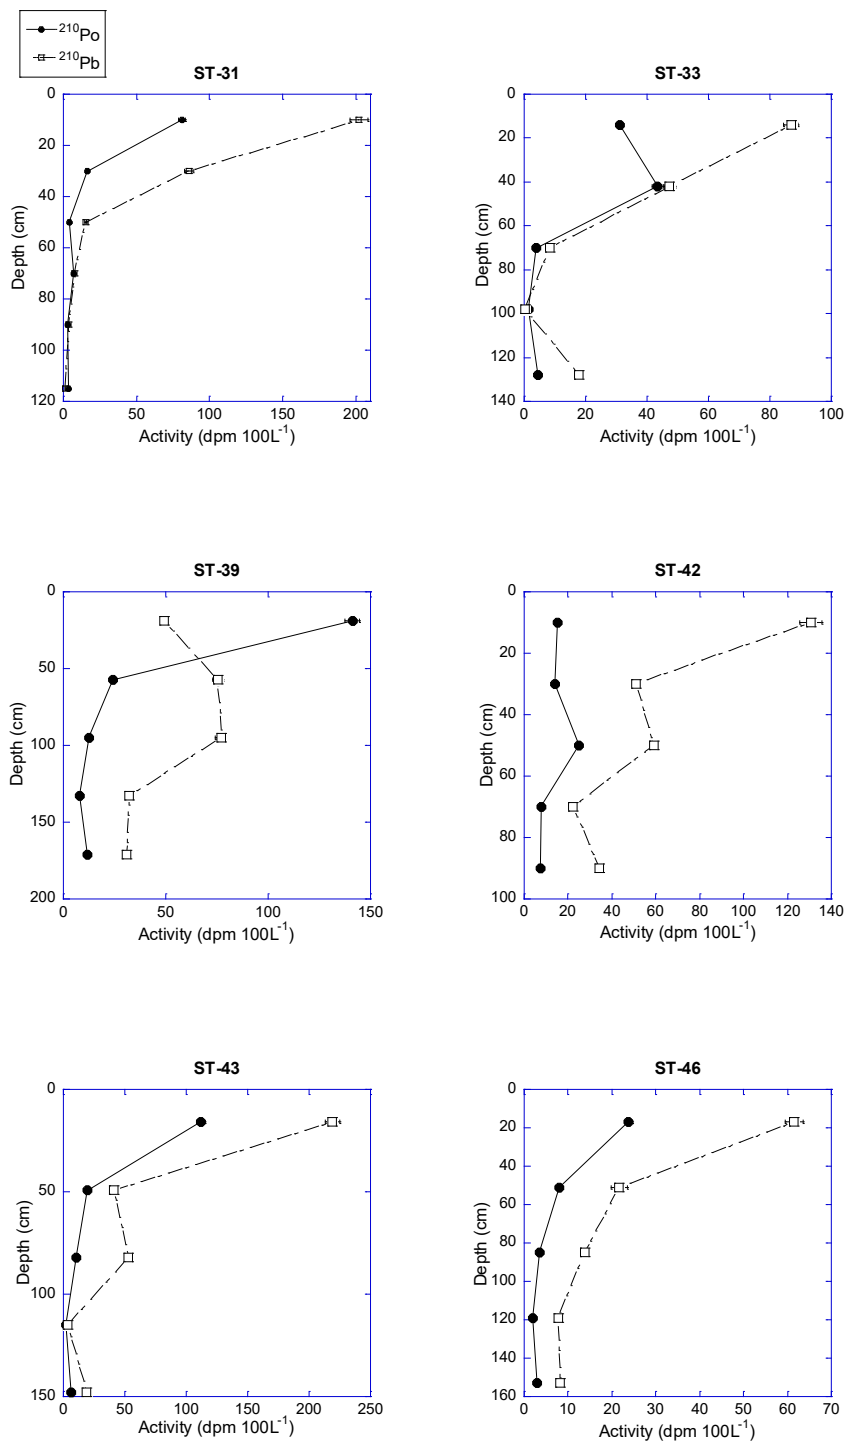 ²¹⁰Po
²¹⁰Pb
ST-31
0
20
40
60
80
100
120
Depth (cm)
0 50 100 150 200
Activity (dpm 100L⁻¹)
ST-33
0
20
40
60
80
100
120
140
Depth (cm)
0 20 40 60 80 100
Activity (dpm 100L⁻¹)
ST-39
0
50
100
150
200
Depth (cm)
0 50 100 150
Activity (dpm 100L⁻¹)
ST-42
0
20
40
60
80
100
Depth (cm)
0 20 40 60 80 100 120 140
Activity (dpm 100L⁻¹)
ST-43
0
50
100
150
Depth (cm)
0 50 100 150 200 250
Activity (dpm 100L⁻¹)
ST-46
0
20
40
60
80
100
120
140
160
Depth (cm)
0 10 20 30 40 50 60 70
Activity (dpm 100L⁻¹)